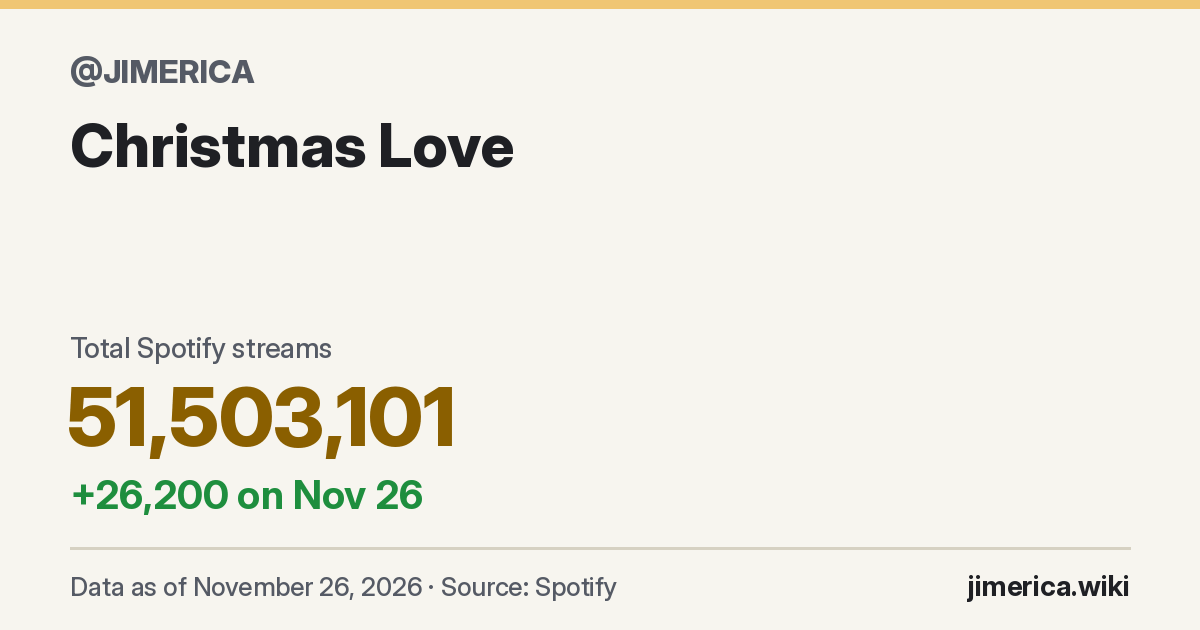 @JIMERICA
Christmas Love
Total Spotify streams
51,503,101
+26,200 on Nov 26
Data as of November 26, 2026 · Source: Spotify
jimerica.wiki